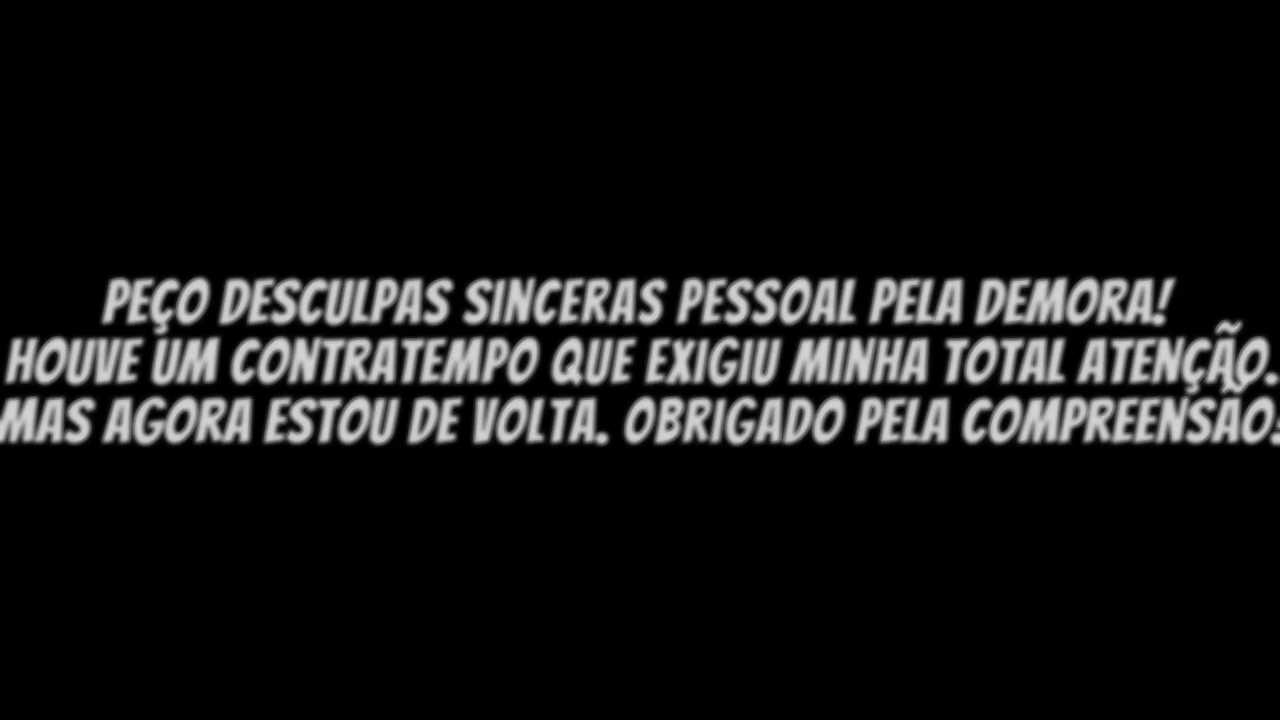 PEÇO DESCULPAS SINCERAS PESSOAL PELA DEMORA!
HOUVE UM CONTRATEMPO QUE EXIGIU MINHA TOTAL ATENÇÃO.
MAS AGORA ESTOU DE VOLTA. OBRIGADO PELA COMPREENSÃO